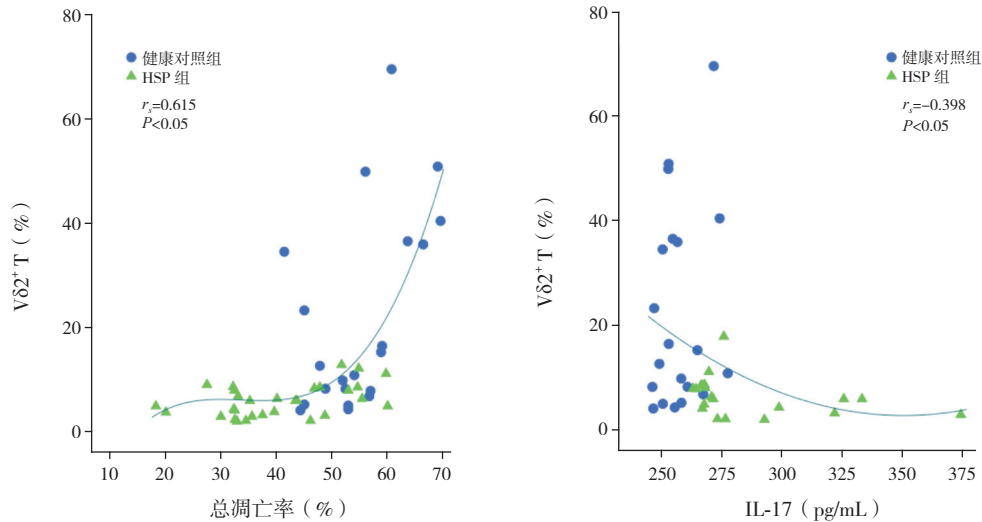 80
60
40
20
0
Vδ2⁺ T（%）
健康对照组
HSP 组
rₛ=0.615
P<0.05
10 20 30 40 50 60 70
总凋亡率（%）
80
60
40
20
0
Vδ2⁺ T（%）
健康对照组
HSP 组
rₛ=−0.398
P<0.05
250 275 300 325 350 375
IL-17（pg/mL）